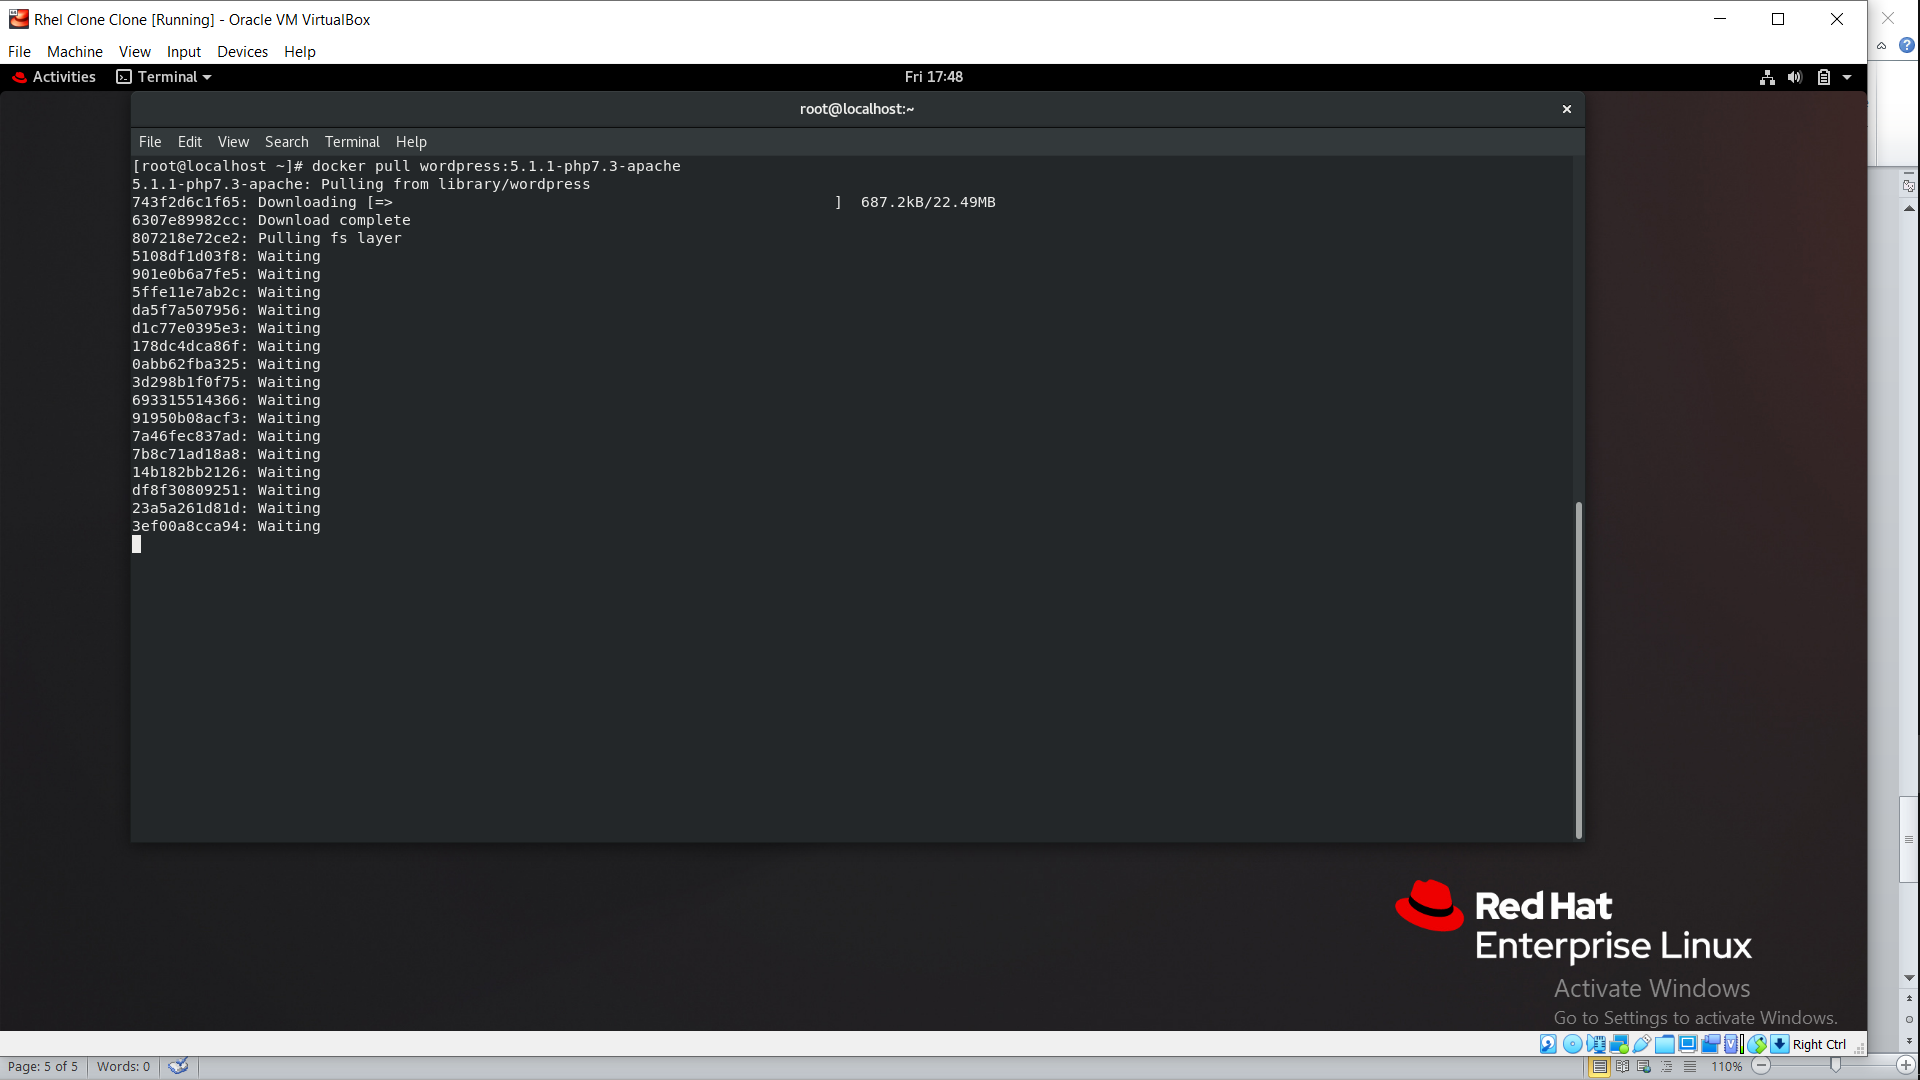 Rhel Clone Clone [Running] - Oracle VM VirtualBox
File Machine View Input Devices Help
Activities Terminal Fri 17:48
root@localhost:~
File Edit View Search Terminal Help
[root@localhost ~]# docker pull wordpress:5.1.1-php7.3-apache
5.1.1-php7.3-apache: Pulling from library/wordpress
743f2d6c1f65: Downloading [=> ] 687.2kB/22.49MB
6307e89982cc: Download complete
807218e72ce2: Pulling fs layer
5108df1d03f8: Waiting
901e0b6a7fe5: Waiting
5ffe11e7ab2c: Waiting
da5f7a507956: Waiting
d1c77e0395e3: Waiting
178dc4dca86f: Waiting
0abb62fba325: Waiting
3d298b1f0f75: Waiting
693315514366: Waiting
91950b08acf3: Waiting
7a46fec837ad: Waiting
7b8c71ad18a8: Waiting
14b182bb2126: Waiting
df8f30809251: Waiting
23a5a261d81d: Waiting
3ef00a8cca94: Waiting
Red Hat
Enterprise Linux
Activate Windows
Go to Settings to activate Windows.
Right Ctrl
Page: 5 of 5 Words: 0 110%